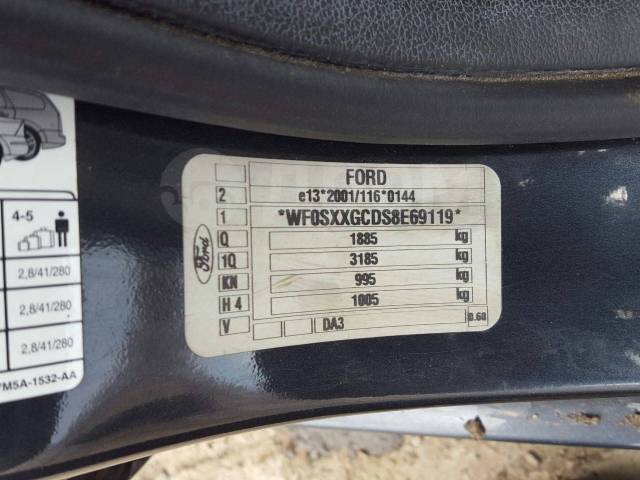 FORD
2 e13*2001/116*0144
1 *WF0SXXGCDS8E69119*
Q 1885 kg
1Q 3185 kg
KN 995 kg
H 4 1005 kg
V DA3 0.60
Ford
4-5
2,8/41/280
2,8/41/280
2,8/41/280
M5A-1532-AA